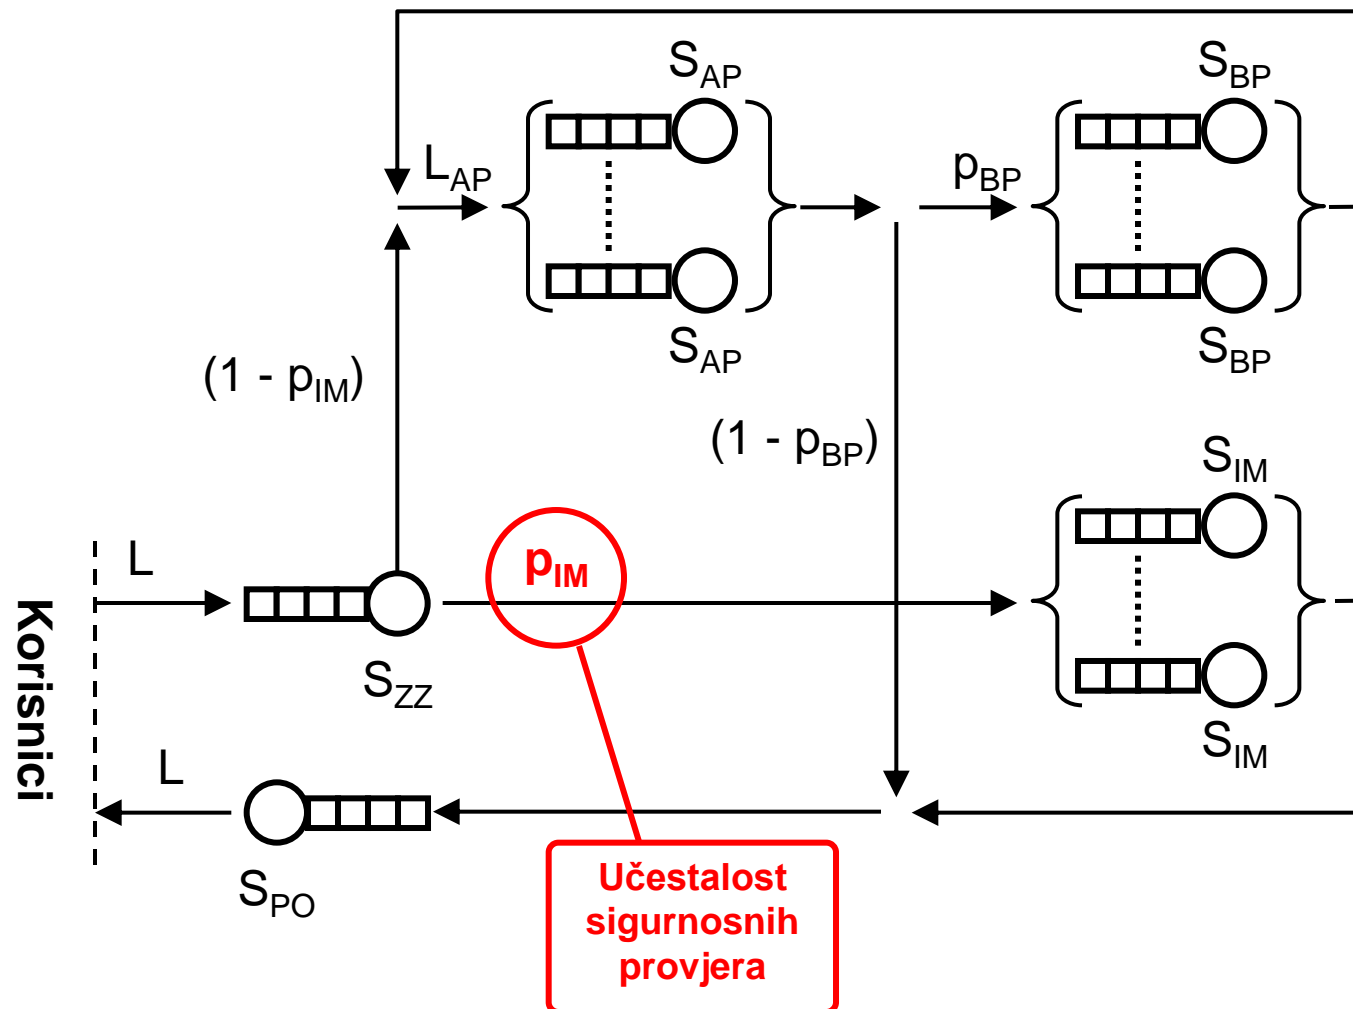 S_AP
S_BP
L_AP
p_BP
S_AP
S_BP
(1 - p_IM)
(1 - p_BP)
S_IM
L
p_IM
Korisnici
S_ZZ
S_IM
L
S_PO
Učestalost
sigurnosnih
provjera